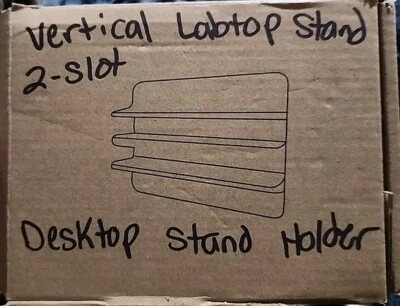 Vertical Labtop Stand
2-Slot
Desktop Stand Holder